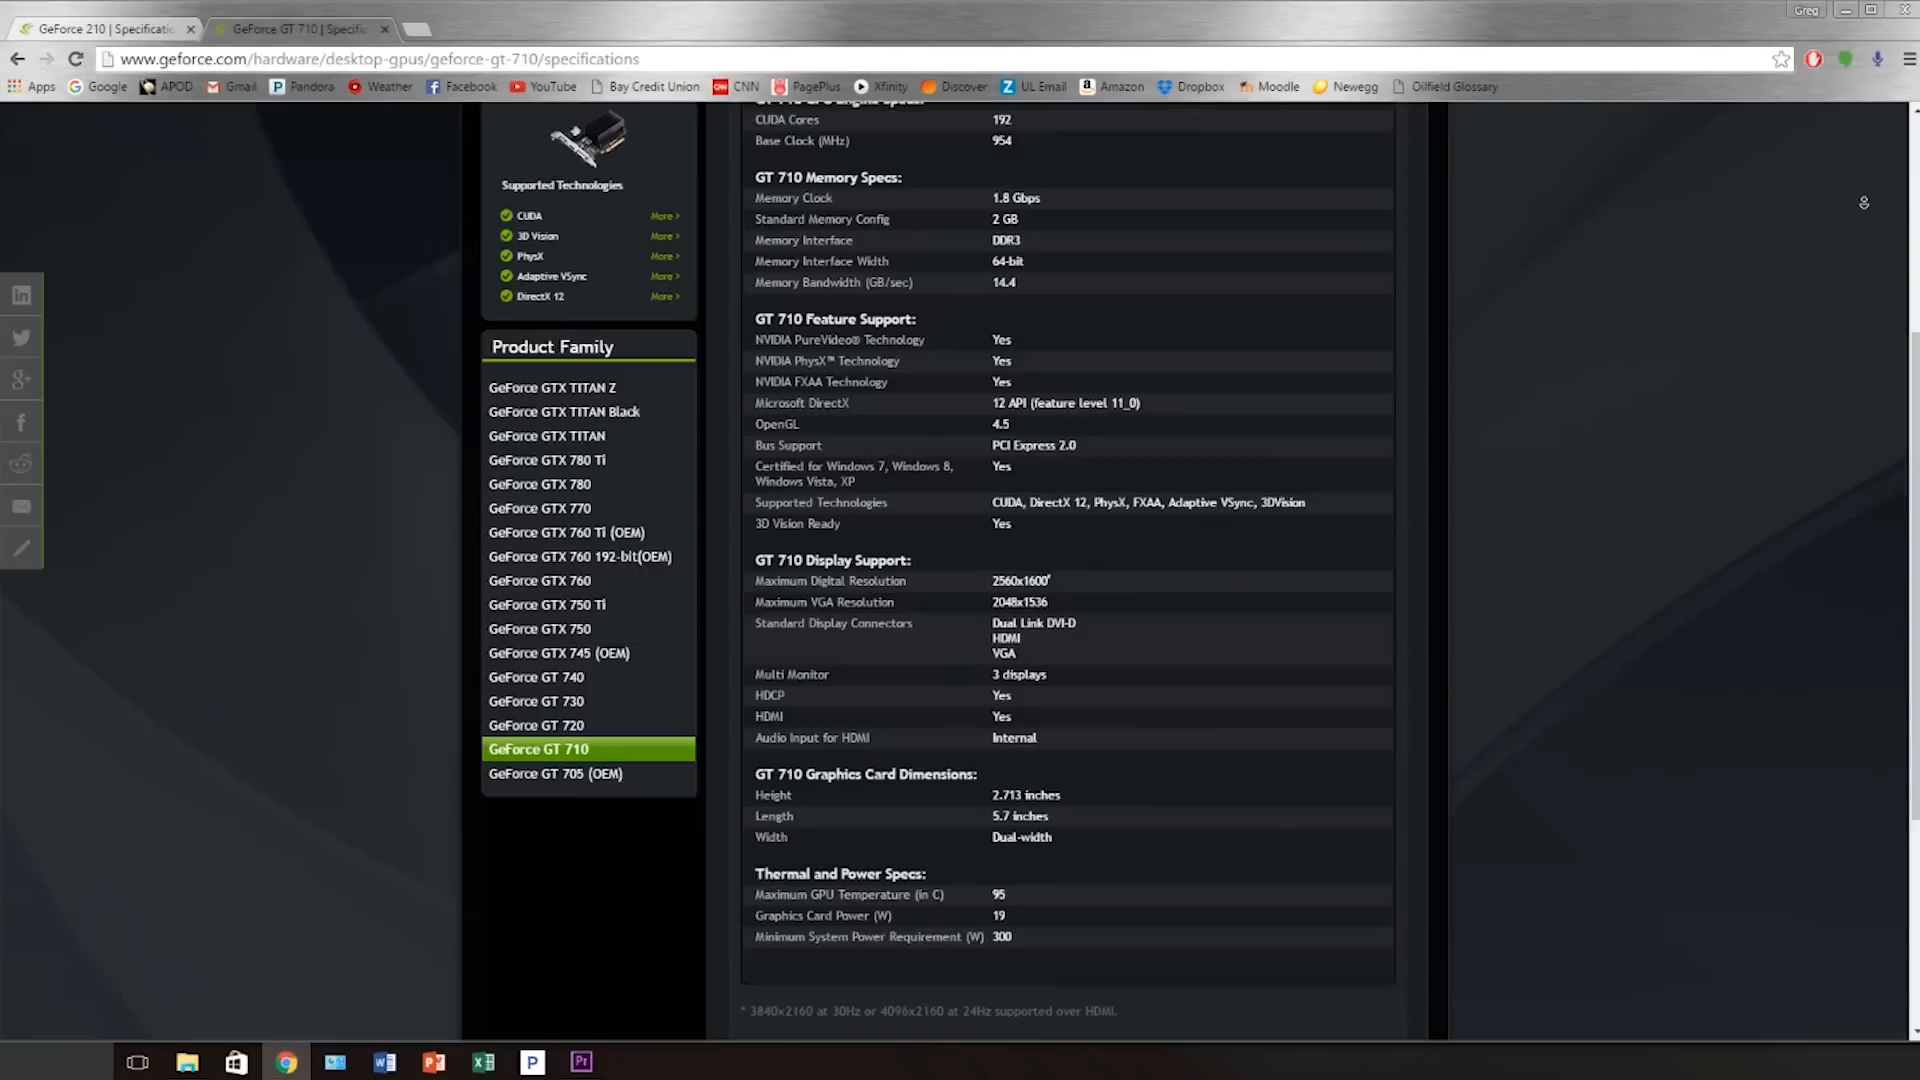 Greg
GeForce 210 | Specificatio
GeForce GT 710 | Specific
www.geforce.com/hardware/desktop-gpus/geforce-gt-710/specifications
Apps Google APOD Gmail Pandora Weather Facebook YouTube Bay Credit Union CNN PagePlus Xfinity Discover UL Email Amazon Dropbox Moodle Newegg Oilfield Glossary
Supported Technologies
CUDA More >
3D Vision More >
PhysX More >
Adaptive VSync More >
DirectX 12 More >
Product Family
GeForce GTX TITAN Z
GeForce GTX TITAN Black
GeForce GTX TITAN
GeForce GTX 780 Ti
GeForce GTX 780
GeForce GTX 770
GeForce GTX 760 Ti (OEM)
GeForce GTX 760 192-bit(OEM)
GeForce GTX 760
GeForce GTX 750 Ti
GeForce GTX 750
GeForce GTX 745 (OEM)
GeForce GT 740
GeForce GT 730
GeForce GT 720
GeForce GT 710
GeForce GT 705 (OEM)
CUDA Cores 192
Base Clock (MHz) 954
GT 710 Memory Specs:
Memory Clock 1.8 Gbps
Standard Memory Config 2 GB
Memory Interface DDR3
Memory Interface Width 64-bit
Memory Bandwidth (GB/sec) 14.4
GT 710 Feature Support:
NVIDIA PureVideo® Technology Yes
NVIDIA PhysX™ Technology Yes
NVIDIA FXAA Technology Yes
Microsoft DirectX 12 API (feature level 11_0)
OpenGL 4.5
Bus Support PCI Express 2.0
Certified for Windows 7, Windows 8, Yes
Windows Vista, XP
Supported Technologies CUDA, DirectX 12, PhysX, FXAA, Adaptive VSync, 3DVision
3D Vision Ready Yes
GT 710 Display Support:
Maximum Digital Resolution 2560x1600*
Maximum VGA Resolution 2048x1536
Standard Display Connectors Dual Link DVI-D
HDMI
VGA
Multi Monitor 3 displays
HDCP Yes
HDMI Yes
Audio Input for HDMI Internal
GT 710 Graphics Card Dimensions:
Height 2.713 inches
Length 5.7 inches
Width Dual-width
Thermal and Power Specs:
Maximum GPU Temperature (in C) 95
Graphics Card Power (W) 19
Minimum System Power Requirement (W) 300
* 3840x2160 at 30Hz or 4096x2160 at 24Hz supported over HDMI.